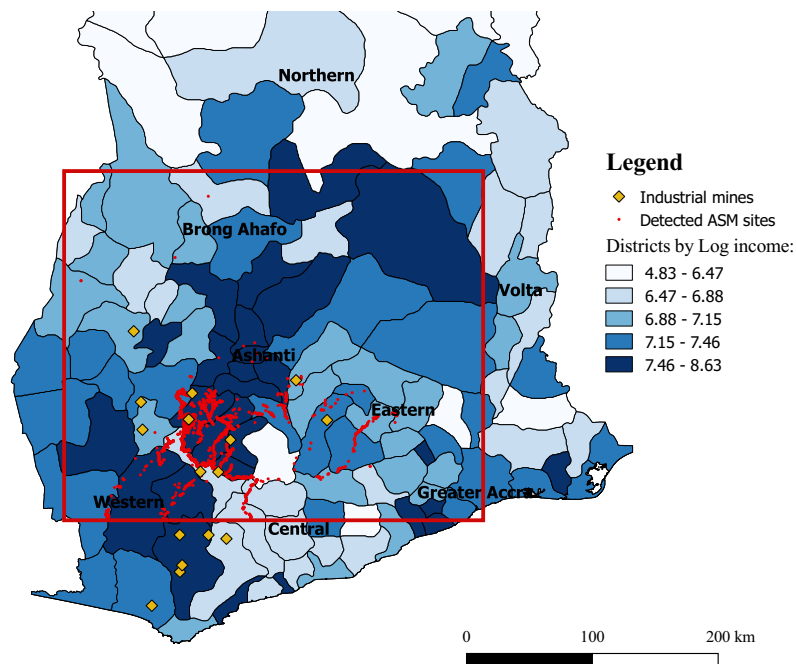 Northern
Legend
Industrial mines
Detected ASM sites
Brong Ahafo
Districts by Log income:
4.83 - 6.47
6.47 - 6.88
Volta
6.88 - 7.15
7.15 - 7.46
Ashanti
7.46 - 8.63
Eastern
Western
Greater Accra
Central
0 100 200 km